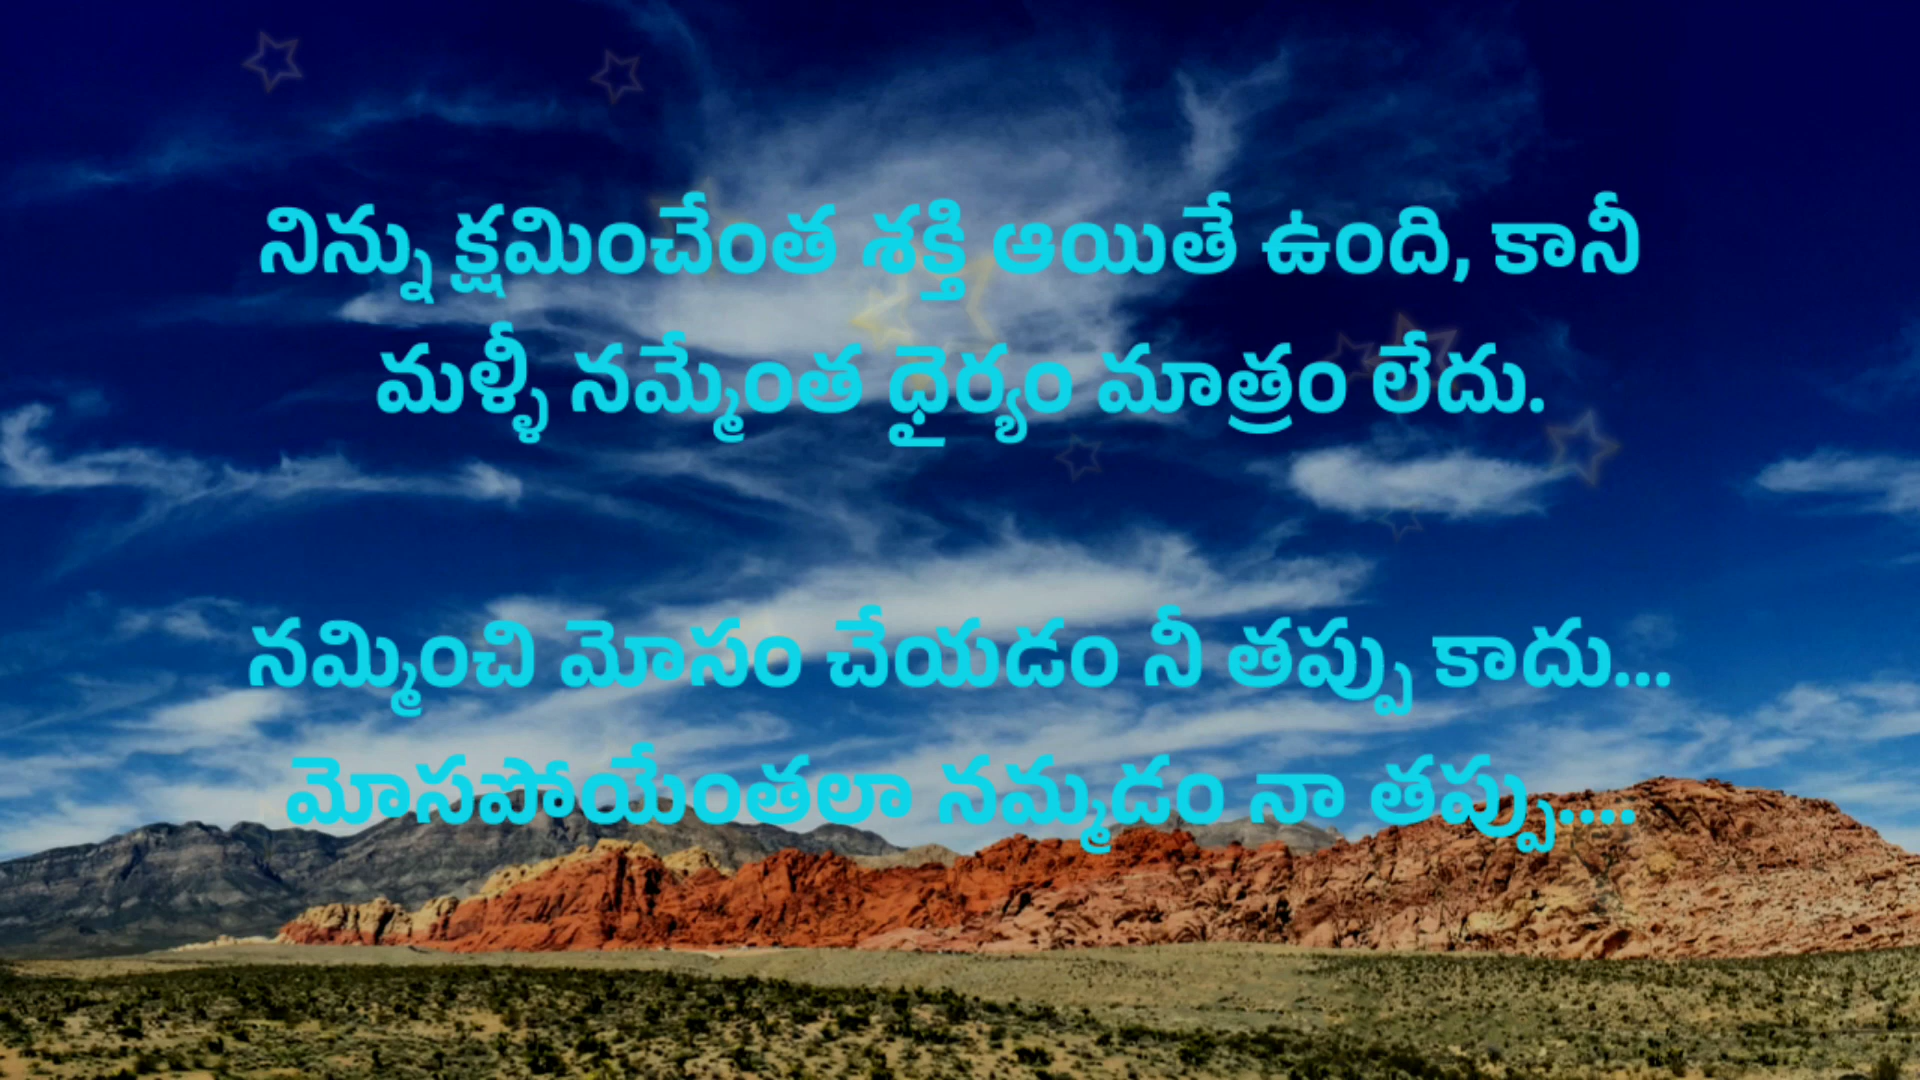 నిన్ను క్షమించేంత శక్తి ఆయితే ఉంది, కానీ
మళ్ళీ నమ్మేంత ధైర్యం మాత్రం లేదు.
నమ్మించి మోసం చేయడం నీ తప్పు కాదు...
మోసపోయేంతలా నమ్మడం నా తప్పు....